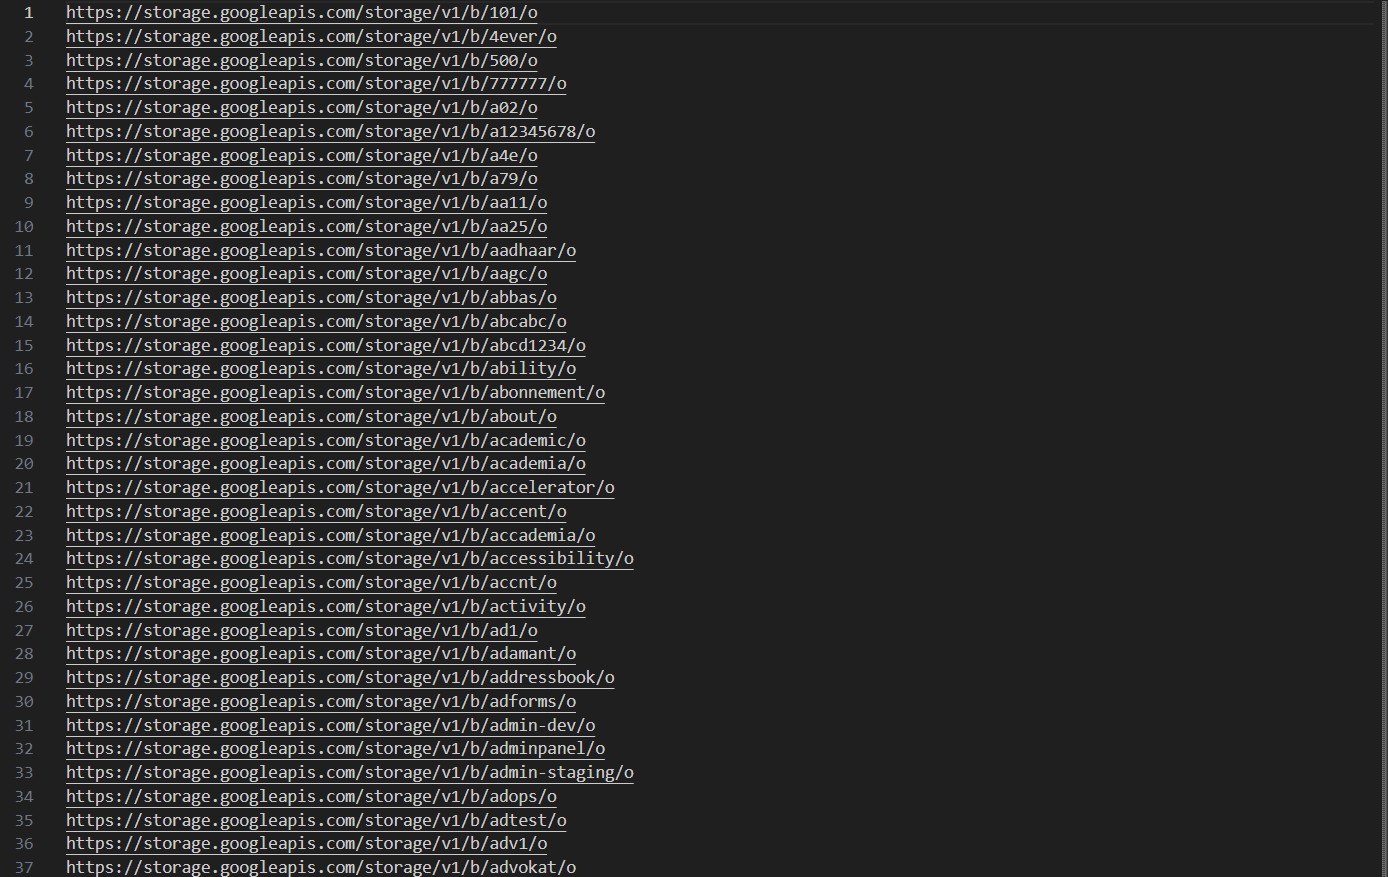 1 https://storage.googleapis.com/storage/v1/b/101/o
2 https://storage.googleapis.com/storage/v1/b/4ever/o
3 https://storage.googleapis.com/storage/v1/b/500/o
4 https://storage.googleapis.com/storage/v1/b/777777/o
5 https://storage.googleapis.com/storage/v1/b/a02/o
6 https://storage.googleapis.com/storage/v1/b/a12345678/o
7 https://storage.googleapis.com/storage/v1/b/a4e/o
8 https://storage.googleapis.com/storage/v1/b/a79/o
9 https://storage.googleapis.com/storage/v1/b/aa11/o
10 https://storage.googleapis.com/storage/v1/b/aa25/o
11 https://storage.googleapis.com/storage/v1/b/aadhaar/o
12 https://storage.googleapis.com/storage/v1/b/aagc/o
13 https://storage.googleapis.com/storage/v1/b/abbas/o
14 https://storage.googleapis.com/storage/v1/b/abcabc/o
15 https://storage.googleapis.com/storage/v1/b/abcd1234/o
16 https://storage.googleapis.com/storage/v1/b/ability/o
17 https://storage.googleapis.com/storage/v1/b/abonnement/o
18 https://storage.googleapis.com/storage/v1/b/about/o
19 https://storage.googleapis.com/storage/v1/b/academic/o
20 https://storage.googleapis.com/storage/v1/b/academia/o
21 https://storage.googleapis.com/storage/v1/b/accelerator/o
22 https://storage.googleapis.com/storage/v1/b/accent/o
23 https://storage.googleapis.com/storage/v1/b/accademia/o
24 https://storage.googleapis.com/storage/v1/b/accessibility/o
25 https://storage.googleapis.com/storage/v1/b/accnt/o
26 https://storage.googleapis.com/storage/v1/b/activity/o
27 https://storage.googleapis.com/storage/v1/b/ad1/o
28 https://storage.googleapis.com/storage/v1/b/adamant/o
29 https://storage.googleapis.com/storage/v1/b/addressbook/o
30 https://storage.googleapis.com/storage/v1/b/adforms/o
31 https://storage.googleapis.com/storage/v1/b/admin-dev/o
32 https://storage.googleapis.com/storage/v1/b/adminpanel/o
33 https://storage.googleapis.com/storage/v1/b/admin-staging/o
34 https://storage.googleapis.com/storage/v1/b/adops/o
35 https://storage.googleapis.com/storage/v1/b/adtest/o
36 https://storage.googleapis.com/storage/v1/b/adv1/o
37 https://storage.googleapis.com/storage/v1/b/advokat/o